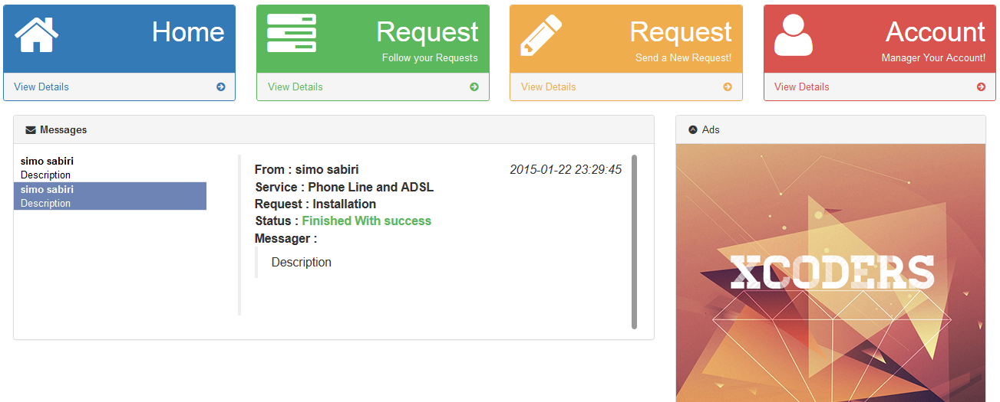 Home
View Details
Request
Follow your Requests
View Details
Request
Send a New Request!
View Details
Account
Manager Your Account!
View Details
Messages
simo sabiri
Description
simo sabiri
Description
From : simo sabiri
2015-01-22 23:29:45
Service : Phone Line and ADSL
Request : Installation
Status : Finished With success
Messager :
Description
Ads
XCODERS